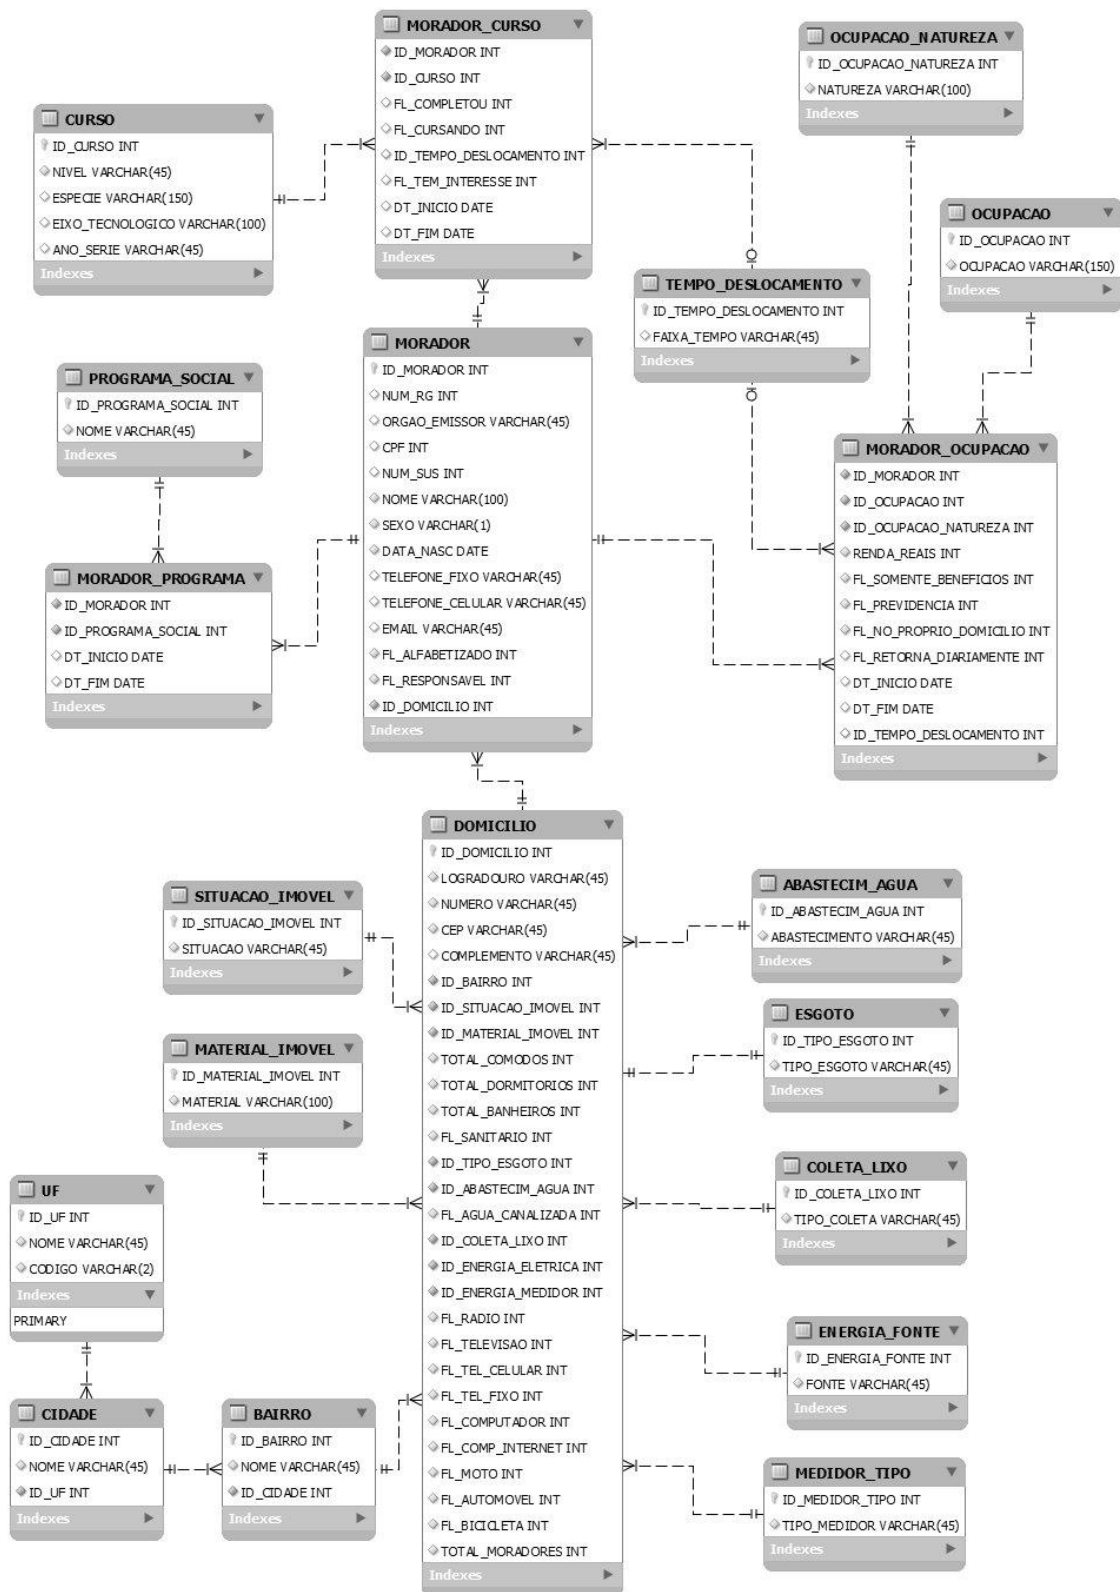 MORADOR_CURSO
ID_MORADOR INT
ID_CURSO INT
FL_COMPLETOU INT
FL_CURSANDO INT
ID_TEMPO_DESLOCAMENTO INT
FL_TEM_INTERESSE INT
DT_INICIO DATE
DT_FIM DATE
Indexes
OCUPACAO_NATUREZA
ID_OCUPACAO_NATUREZA INT
NATUREZA VARCHAR(100)
Indexes
CURSO
ID_CURSO INT
NIVEL VARCHAR(45)
ESPECIE VARCHAR(150)
EIXO_TECNOLOGICO VARCHAR(100)
ANO_SERIE VARCHAR(45)
Indexes
OCUPACAO
ID_OCUPACAO INT
OCUPACAO VARCHAR(150)
Indexes
TEMPO_DESLOCAMENTO
ID_TEMPO_DESLOCAMENTO INT
FAIXA_TEMPO VARCHAR(45)
Indexes
MORADOR
ID_MORADOR INT
NUM_RG INT
ORGAO_EMISSOR VARCHAR(45)
CPF INT
NUM_SUS INT
NOME VARCHAR(100)
SEXO VARCHAR(1)
DATA_NASC DATE
TELEFONE_FIXO VARCHAR(45)
TELEFONE_CELULAR VARCHAR(45)
EMAIL VARCHAR(45)
FL_ALFABETIZADO INT
FL_RESPONSAVEL INT
ID_DOMICILIO INT
Indexes
PROGRAMA_SOCIAL
ID_PROGRAMA_SOCIAL INT
NOME VARCHAR(45)
Indexes
MORADOR_OCUPACAO
ID_MORADOR INT
ID_OCUPACAO INT
ID_OCUPACAO_NATUREZA INT
RENDA_REAIS INT
FL_SOMENTE_BENEFICIOS INT
FL_PREVIDENCIA INT
FL_NO_PROPRIO_DOMICILIO INT
FL_RETORNA_DIARIAMENTE INT
DT_INICIO DATE
DT_FIM DATE
ID_TEMPO_DESLOCAMENTO INT
Indexes
MORADOR_PROGRAMA
ID_MORADOR INT
ID_PROGRAMA_SOCIAL INT
DT_INICIO DATE
DT_FIM DATE
Indexes
DOMICILIO
ID_DOMICILIO INT
LOGRADOURO VARCHAR(45)
NUMERO VARCHAR(45)
CEP VARCHAR(45)
COMPLEMENTO VARCHAR(45)
ID_BAIRRO INT
ID_SITUACAO_IMOVEL INT
ID_MATERIAL_IMOVEL INT
TOTAL_COMODOS INT
TOTAL_DORMITORIOS INT
TOTAL_BANHEIROS INT
FL_SANITARIO INT
ID_TIPO_ESGOTO INT
ID_ABASTECIM_AGUA INT
FL_AGUA_CANALIZADA INT
ID_COLETA_LIXO INT
ID_ENERGIA_ELETRICA INT
ID_ENERGIA_MEDIDOR INT
FL_RADIO INT
FL_TELEVISAO INT
FL_TEL_CELULAR INT
FL_TEL_FIXO INT
FL_COMPUTADOR INT
FL_COMP_INTERNET INT
FL_MOTO INT
FL_AUTOMOVEL INT
FL_BICICLETA INT
TOTAL_MORADORES INT
Indexes
SITUACAO_IMOVEL
ID_SITUACAO_IMOVEL INT
SITUACAO VARCHAR(45)
Indexes
ABASTECIM_AGUA
ID_ABASTECIM_AGUA INT
ABASTECIMENTO VARCHAR(45)
Indexes
ESGOTO
ID_TIPO_ESGOTO INT
TIPO_ESGOTO VARCHAR(45)
Indexes
MATERIAL_IMOVEL
ID_MATERIAL_IMOVEL INT
MATERIAL VARCHAR(100)
Indexes
COLETA_LIXO
ID_COLETA_LIXO INT
TIPO_COLETA VARCHAR(45)
Indexes
UF
ID_UF INT
NOME VARCHAR(45)
CODIGO VARCHAR(2)
Indexes
PRIMARY
ENERGIA_FONTE
ID_ENERGIA_FONTE INT
FONTE VARCHAR(45)
Indexes
CIDADE
ID_CIDADE INT
NOME VARCHAR(45)
ID_UF INT
Indexes
BAIRRO
ID_BAIRRO INT
NOME VARCHAR(45)
ID_CIDADE INT
Indexes
MEDIDOR_TIPO
ID_MEDIDOR_TIPO INT
TIPO_MEDIDOR VARCHAR(45)
Indexes